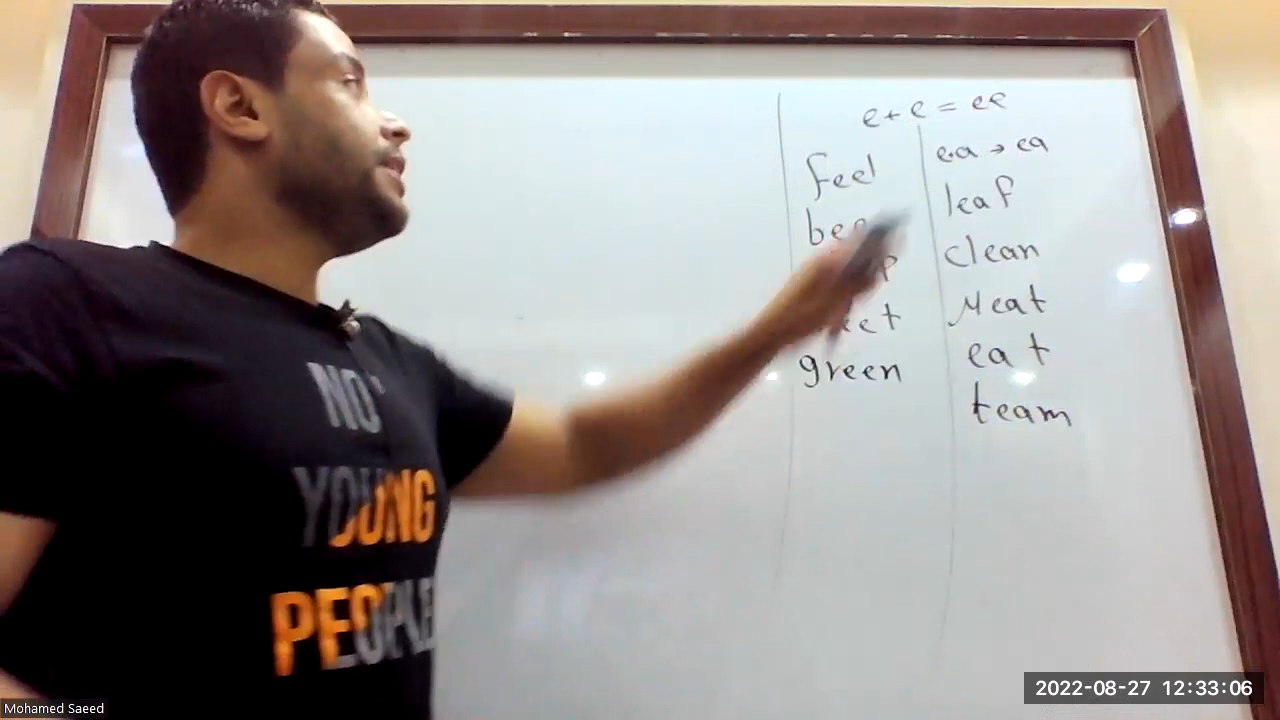 e + e = ee
feel
green
ea → ea
leaf
clean
Meat
eat
team
NO
YOUNG
PEOPLE
Mohamed Saeed
2022-08-27 12:33:06